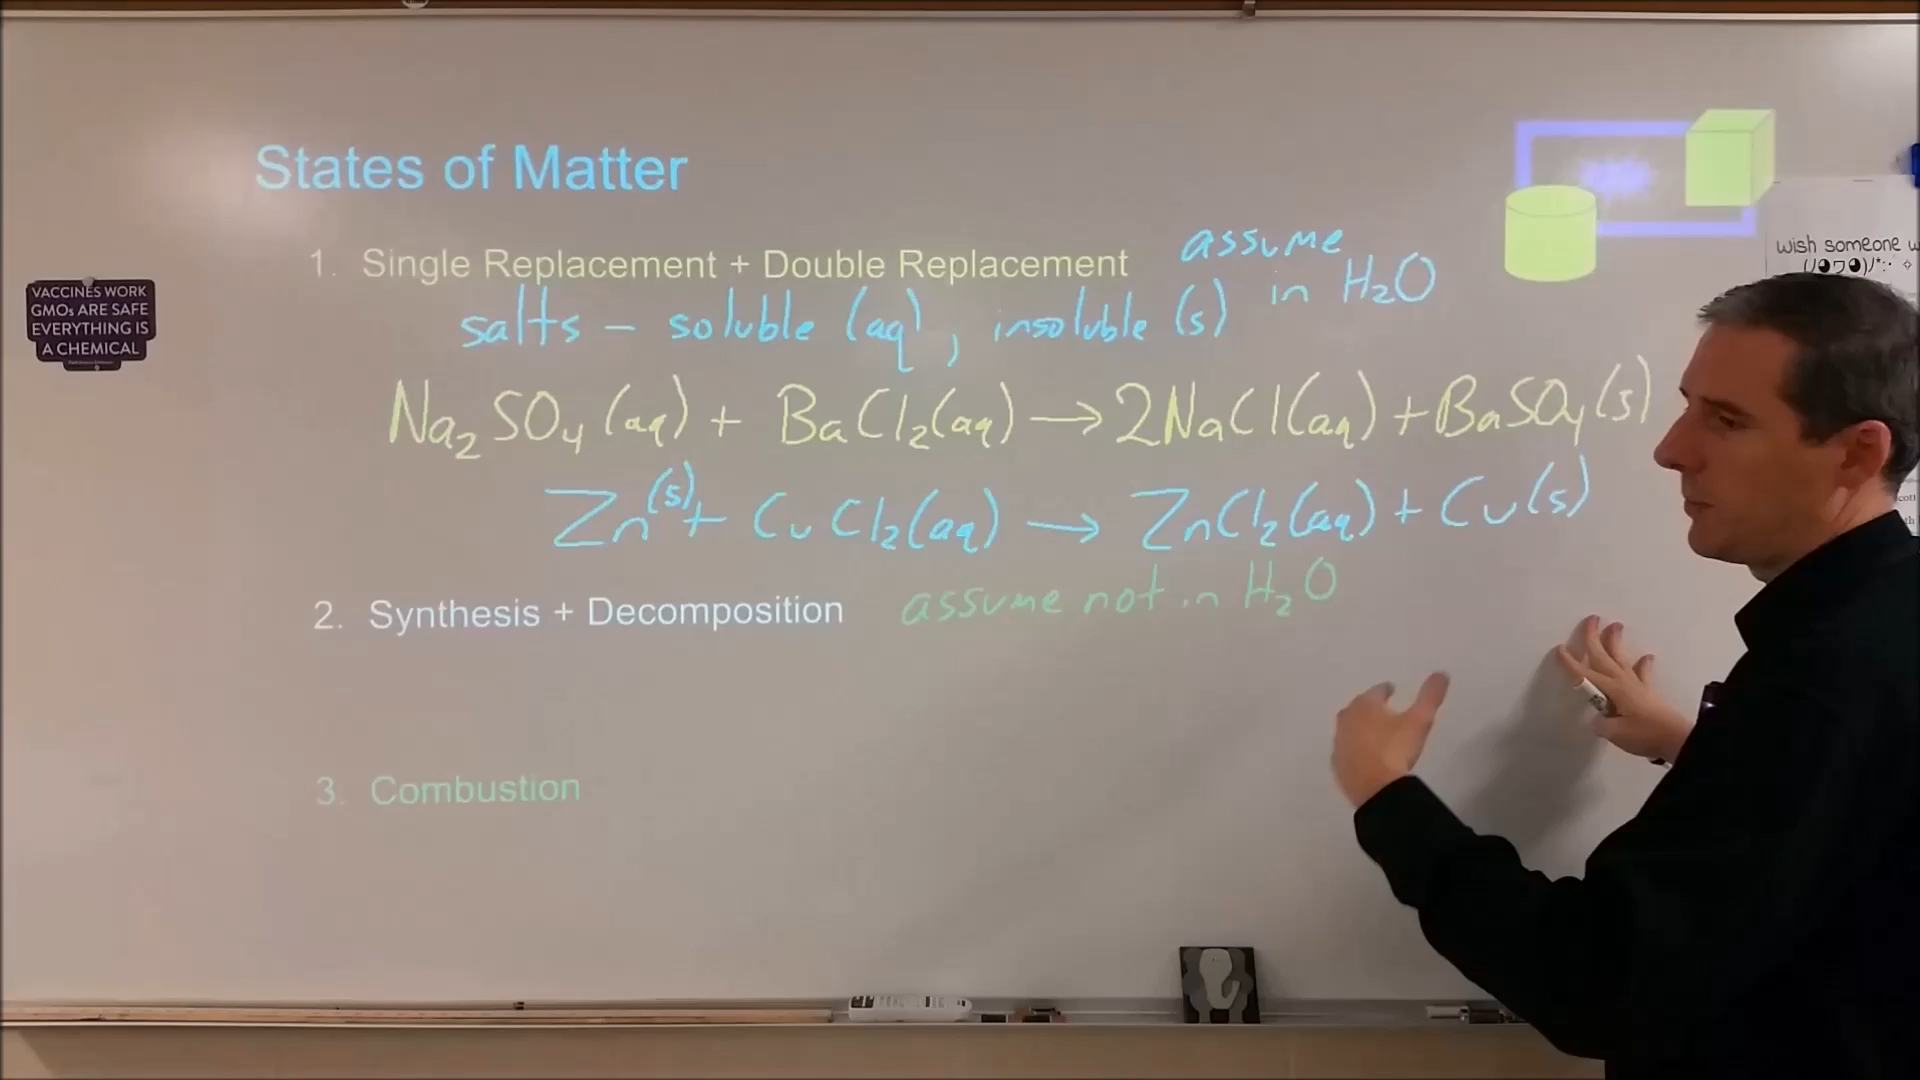 States of Matter
1. Single Replacement + Double Replacement
assume
in H₂O
salts – soluble (aq), insoluble (s)
Na₂SO₄(aq) + BaCl₂(aq) → 2NaCl(aq) + BaSO₄(s)
Zn(s) + CuCl₂(aq) → ZnCl₂(aq) + Cu(s)
2. Synthesis + Decomposition
assume not in H₂O
3. Combustion
VACCINES WORK
GMOs ARE SAFE
EVERYTHING IS
A CHEMICAL
wish someone w